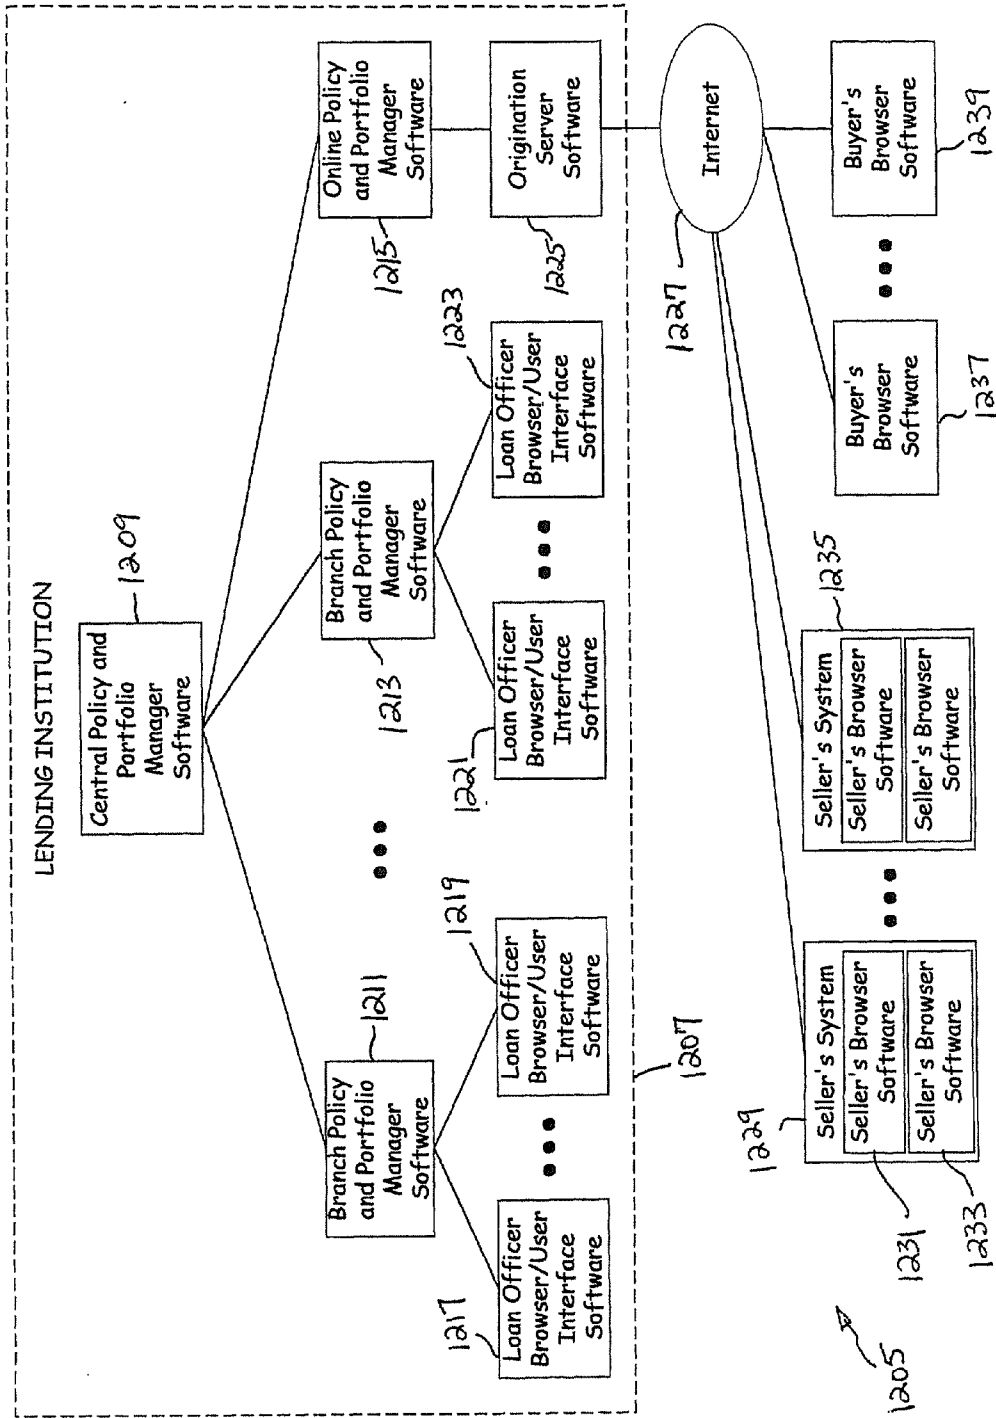 LENDING INSTITUTION
Central Policy and
Portfolio
Manager
Software
1209
Branch Policy
and Portfolio
Manager
Software
1211
Branch Policy
and Portfolio
Manager
Software
1213
Online Policy
and Portfolio
Manager
Software
1215
Loan Officer
Browser/User
Interface
Software
1217
Loan Officer
Browser/User
Interface
Software
1219
Loan Officer
Browser/User
Interface
Software
1221
Loan Officer
Browser/User
Interface
Software
1223
Origination
Server
Software
1225
1207
Internet
1227
1229
Seller's System
Seller's Browser
Software
Seller's Browser
Software
1231
1233
1235
Seller's System
Seller's Browser
Software
Seller's Browser
Software
Buyer's
Browser
Software
1237
Buyer's
Browser
Software
1239
1205